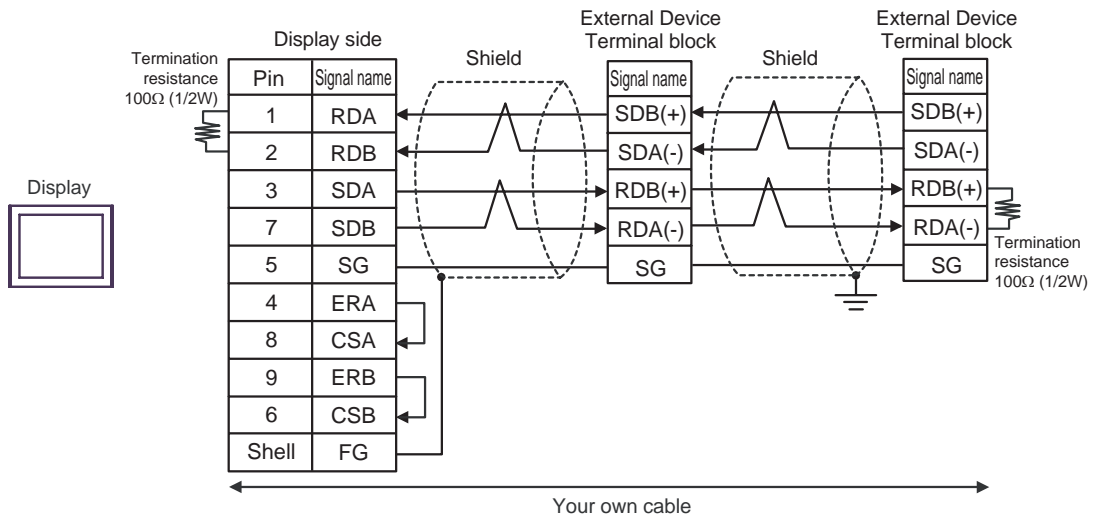 External Device
Terminal block
External Device
Terminal block
Display side
Shield
Shield
Termination
resistance
100Ω (1/2W)
Pin Signal name
Signal name
Signal name
1 RDA SDB(+) SDB(+)
2 RDB SDA(-) SDA(-)
Display
3 SDA RDB(+) RDB(+)
7 SDB RDA(-) RDA(-)
Termination
resistance
100Ω (1/2W)
5 SG SG SG
4 ERA
8 CSA
9 ERB
6 CSB
Shell FG
Your own cable